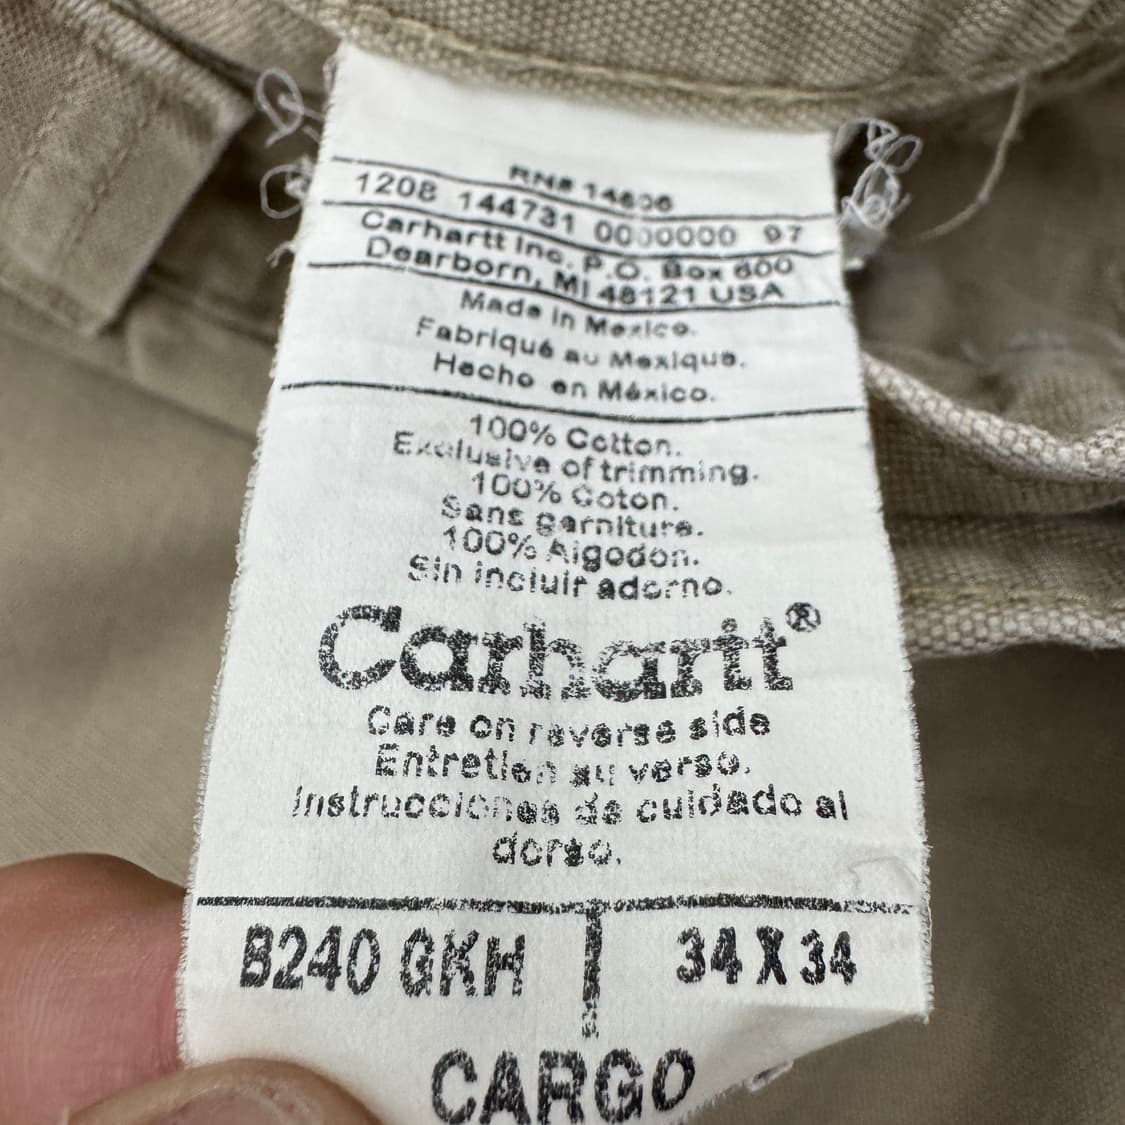 RN# 14806
1208 144731 0000000 97
Carhartt Inc. P.O. Box 600
Dearborn, MI 48121 USA
Made in Mexico.
Fabriqué au Mexique.
Hecho en México.
100% Cotton.
Exclusive of trimming.
100% Coton.
Sans garniture.
100% Algodon.
Sin incluir adorno.
Carhartt®
Care on reverse side
Entretien au verso.
Instrucciones de cuidado al
dorso.
B240 GKH 34 X 34
CARGO